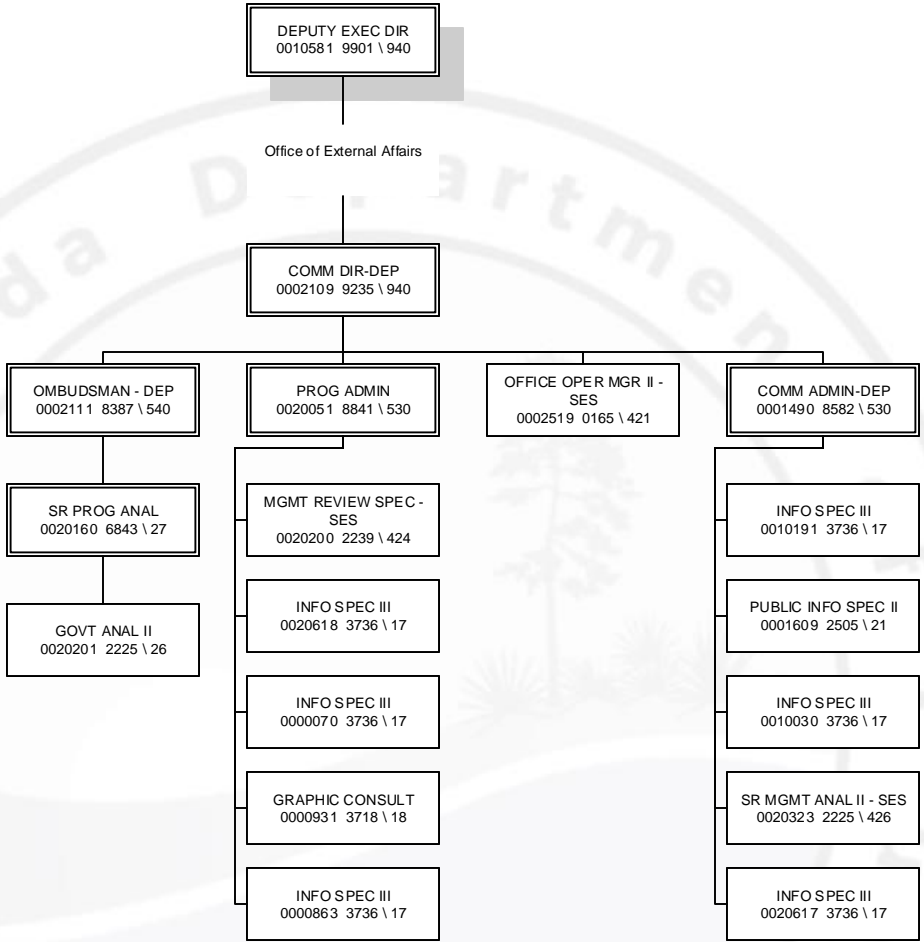 DEPUTY EXEC DIR
0010581 9901 \ 940
Office of External Affairs
COMM DIR-DEP
0002109 9235 \ 940
OMBUDSMAN - DEP
0002111 8387 \ 540
PROG ADMIN
0020051 8841 \ 530
OFFICE OPER MGR II -
SES
0002519 0165 \ 421
COMM ADMIN-DEP
0001490 8582 \ 530
SR PROG ANAL
0020160 6843 \ 27
GOVT ANAL II
0020201 2225 \ 26
MGMT REVIEW SPEC -
SES
0020200 2239 \ 424
INFO SPEC III
0020618 3736 \ 17
INFO SPEC III
0000070 3736 \ 17
GRAPHIC CONSULT
0000931 3718 \ 18
INFO SPEC III
0000863 3736 \ 17
INFO SPEC III
0010191 3736 \ 17
PUBLIC INFO SPEC II
0001609 2505 \ 21
INFO SPEC III
0010030 3736 \ 17
SR MGMT ANAL II - SES
0020323 2225 \ 426
INFO SPEC III
0020617 3736 \ 17